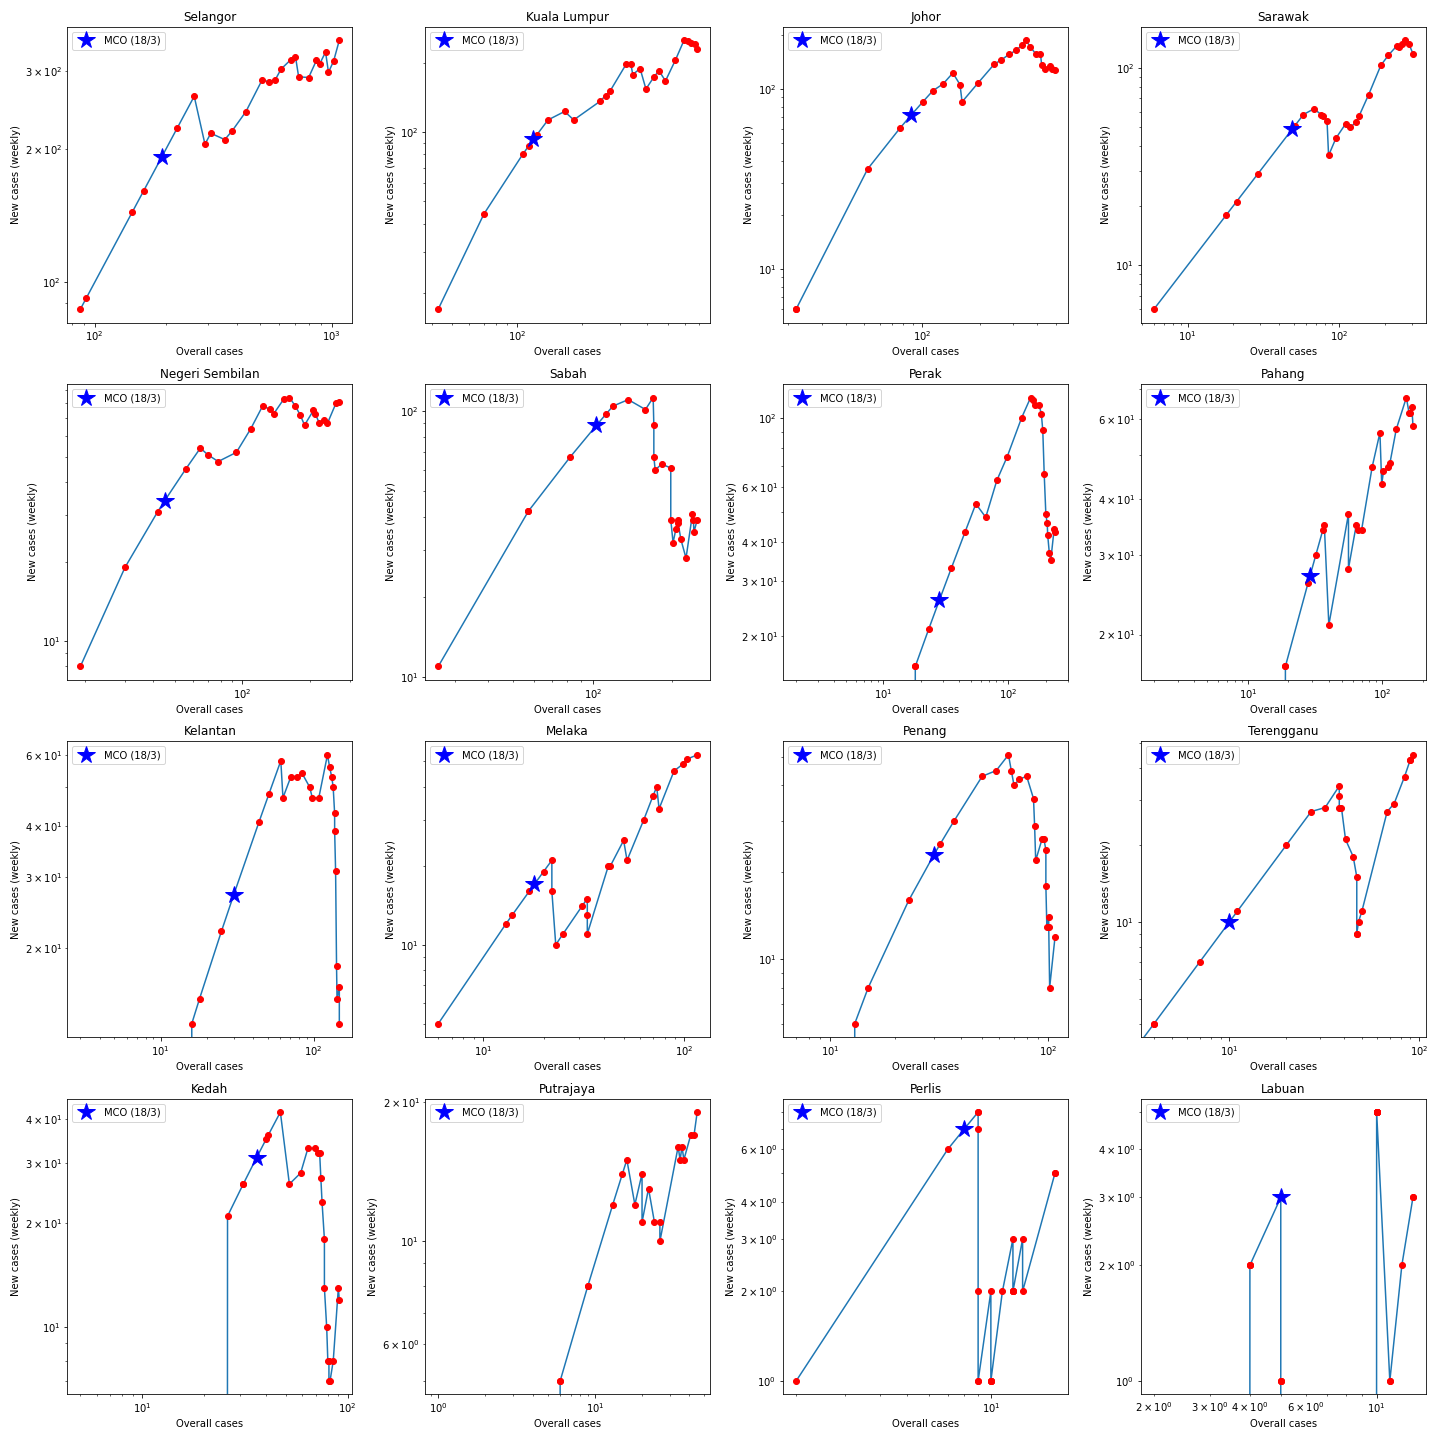 Selangor
MCO (18/3)
3 × 10²
2 × 10²
10²
New cases (weekly)
10² 10³
Overall cases
Kuala Lumpur
MCO (18/3)
10²
New cases (weekly)
10²
Overall cases
Johor
MCO (18/3)
10²
10¹
New cases (weekly)
10²
Overall cases
Sarawak
MCO (18/3)
10²
10¹
New cases (weekly)
10¹ 10²
Overall cases
Negeri Sembilan
MCO (18/3)
10¹
New cases (weekly)
10²
Overall cases
Sabah
MCO (18/3)
10²
10¹
New cases (weekly)
10²
Overall cases
Perak
MCO (18/3)
10²
6 × 10¹
4 × 10¹
3 × 10¹
2 × 10¹
New cases (weekly)
10¹ 10²
Overall cases
Pahang
MCO (18/3)
6 × 10¹
4 × 10¹
3 × 10¹
2 × 10¹
New cases (weekly)
10¹ 10²
Overall cases
Kelantan
MCO (18/3)
6 × 10¹
4 × 10¹
3 × 10¹
2 × 10¹
New cases (weekly)
10¹ 10²
Overall cases
Melaka
MCO (18/3)
10¹
New cases (weekly)
10¹ 10²
Overall cases
Penang
MCO (18/3)
10¹
New cases (weekly)
10¹ 10²
Overall cases
Terengganu
MCO (18/3)
10¹
New cases (weekly)
10¹ 10²
Overall cases
Kedah
MCO (18/3)
4 × 10¹
3 × 10¹
2 × 10¹
10¹
New cases (weekly)
10¹ 10²
Overall cases
Putrajaya
MCO (18/3)
2 × 10¹
10¹
6 × 10⁰
New cases (weekly)
10⁰ 10¹
Overall cases
Perlis
MCO (18/3)
6 × 10⁰
4 × 10⁰
3 × 10⁰
2 × 10⁰
10⁰
New cases (weekly)
10¹
Overall cases
Labuan
MCO (18/3)
4 × 10⁰
3 × 10⁰
2 × 10⁰
10⁰
New cases (weekly)
2 × 10⁰ 3 × 10⁰ 4 × 10⁰ 6 × 10⁰ 10¹
Overall cases